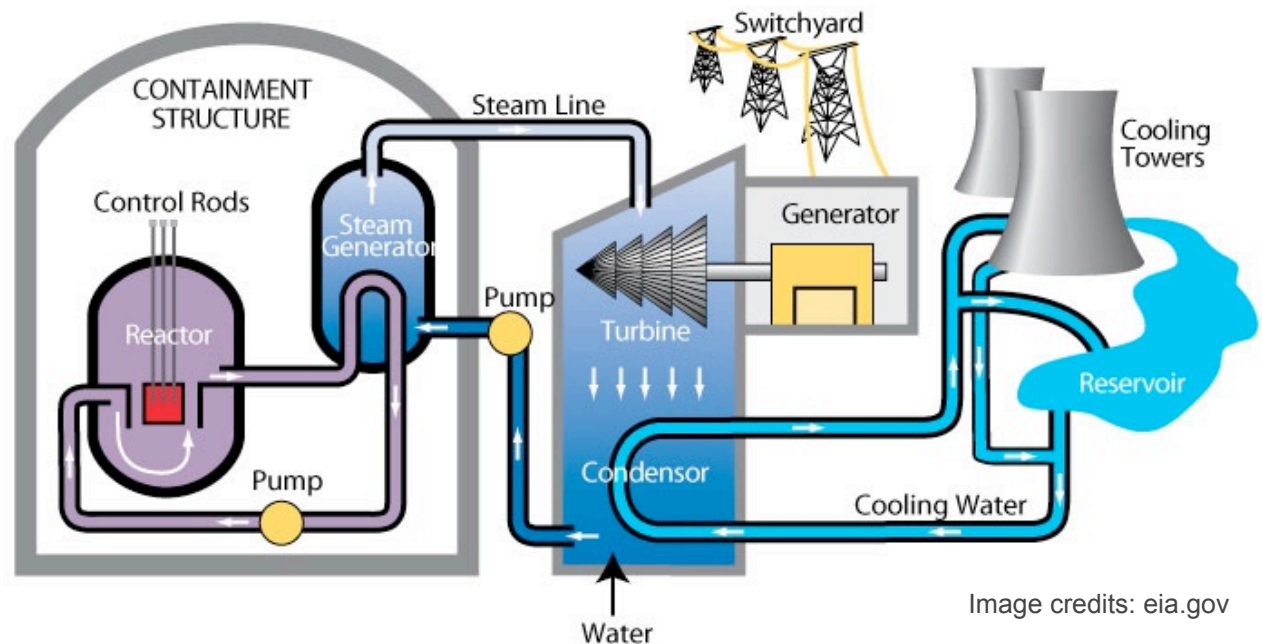 Switchyard
CONTAINMENT
STRUCTURE
Steam Line
Cooling
Towers
Control Rods
Steam
Generator
Generator
Pump
Reactor
Turbine
Reservoir
Condensor
Pump
Cooling Water
Image credits: eia.gov
Water